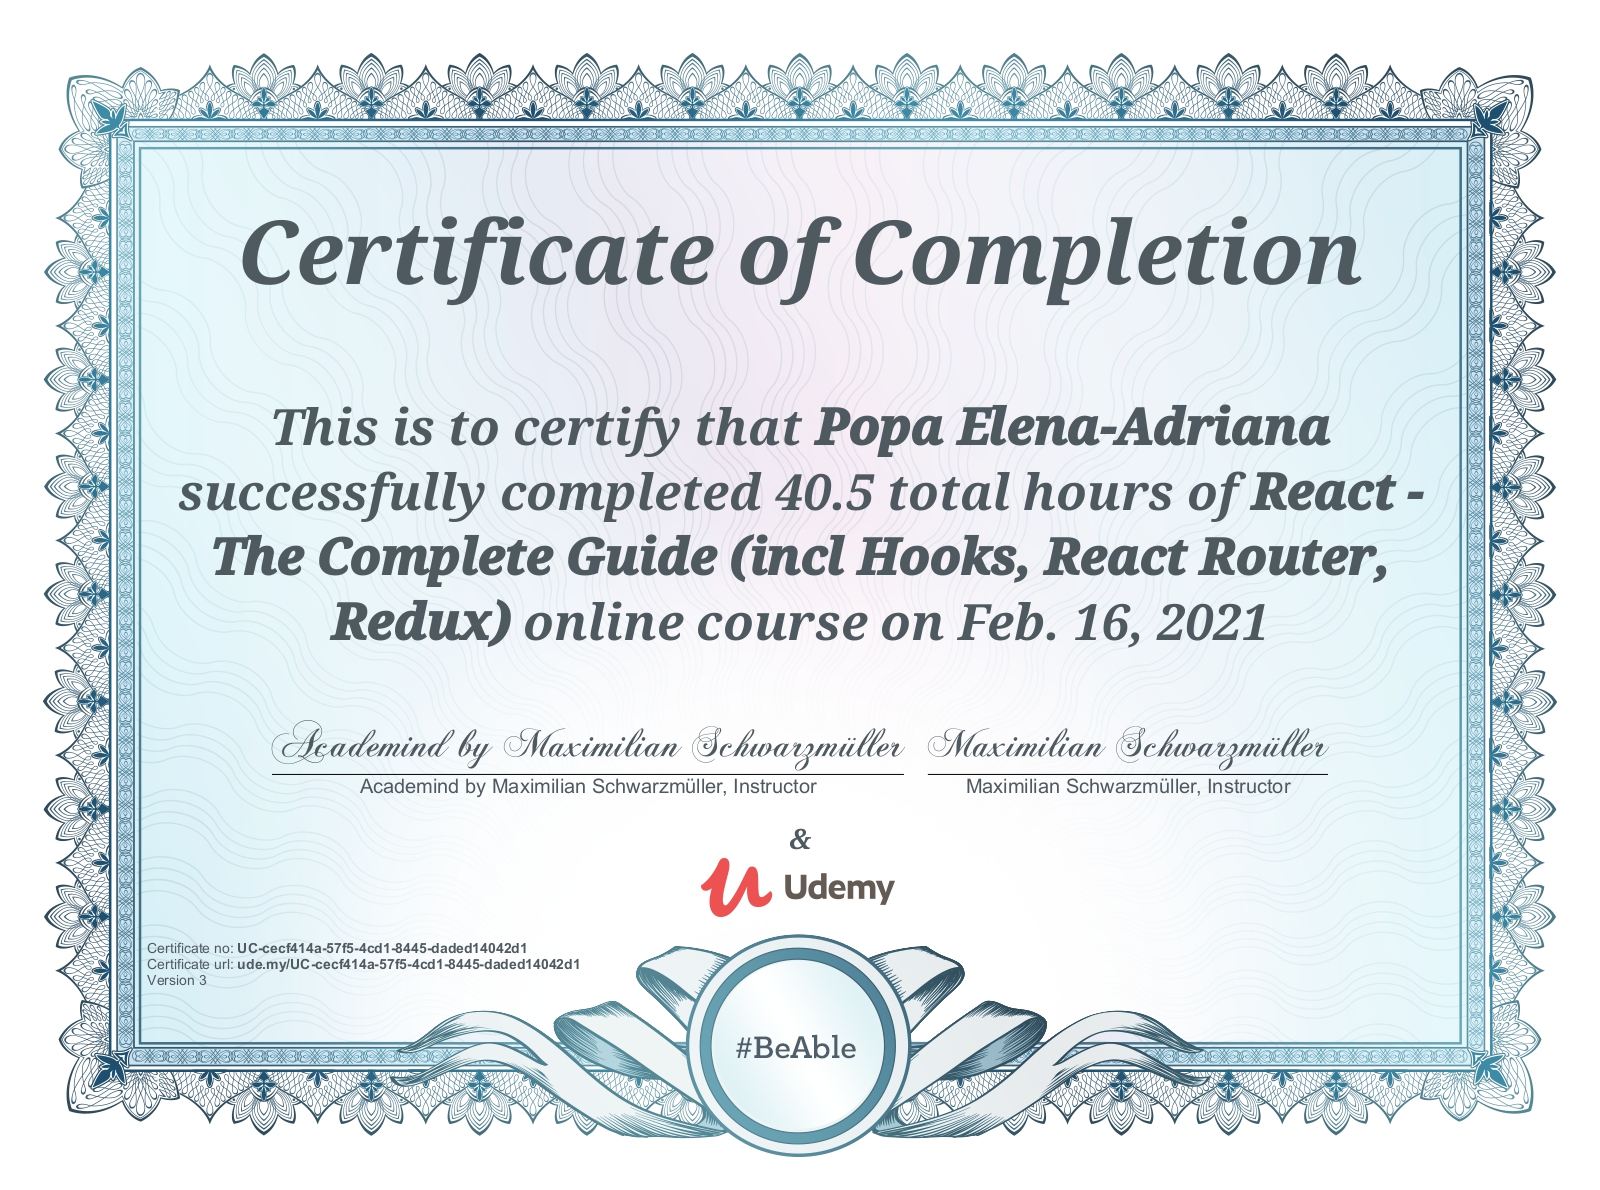 Certificate of Completion
This is to certify that Popa Elena-Adriana
successfully completed 40.5 total hours of React -
The Complete Guide (incl Hooks, React Router,
Redux) online course on Feb. 16, 2021
Academind by Maximilian Schwarzmüller Maximilian Schwarzmüller
Academind by Maximilian Schwarzmüller, Instructor Maximilian Schwarzmüller, Instructor
&
Udemy
Certificate no: UC-cecf414a-57f5-4cd1-8445-daded14042d1
Certificate url: ude.my/UC-cecf414a-57f5-4cd1-8445-daded14042d1
Version 3
#BeAble